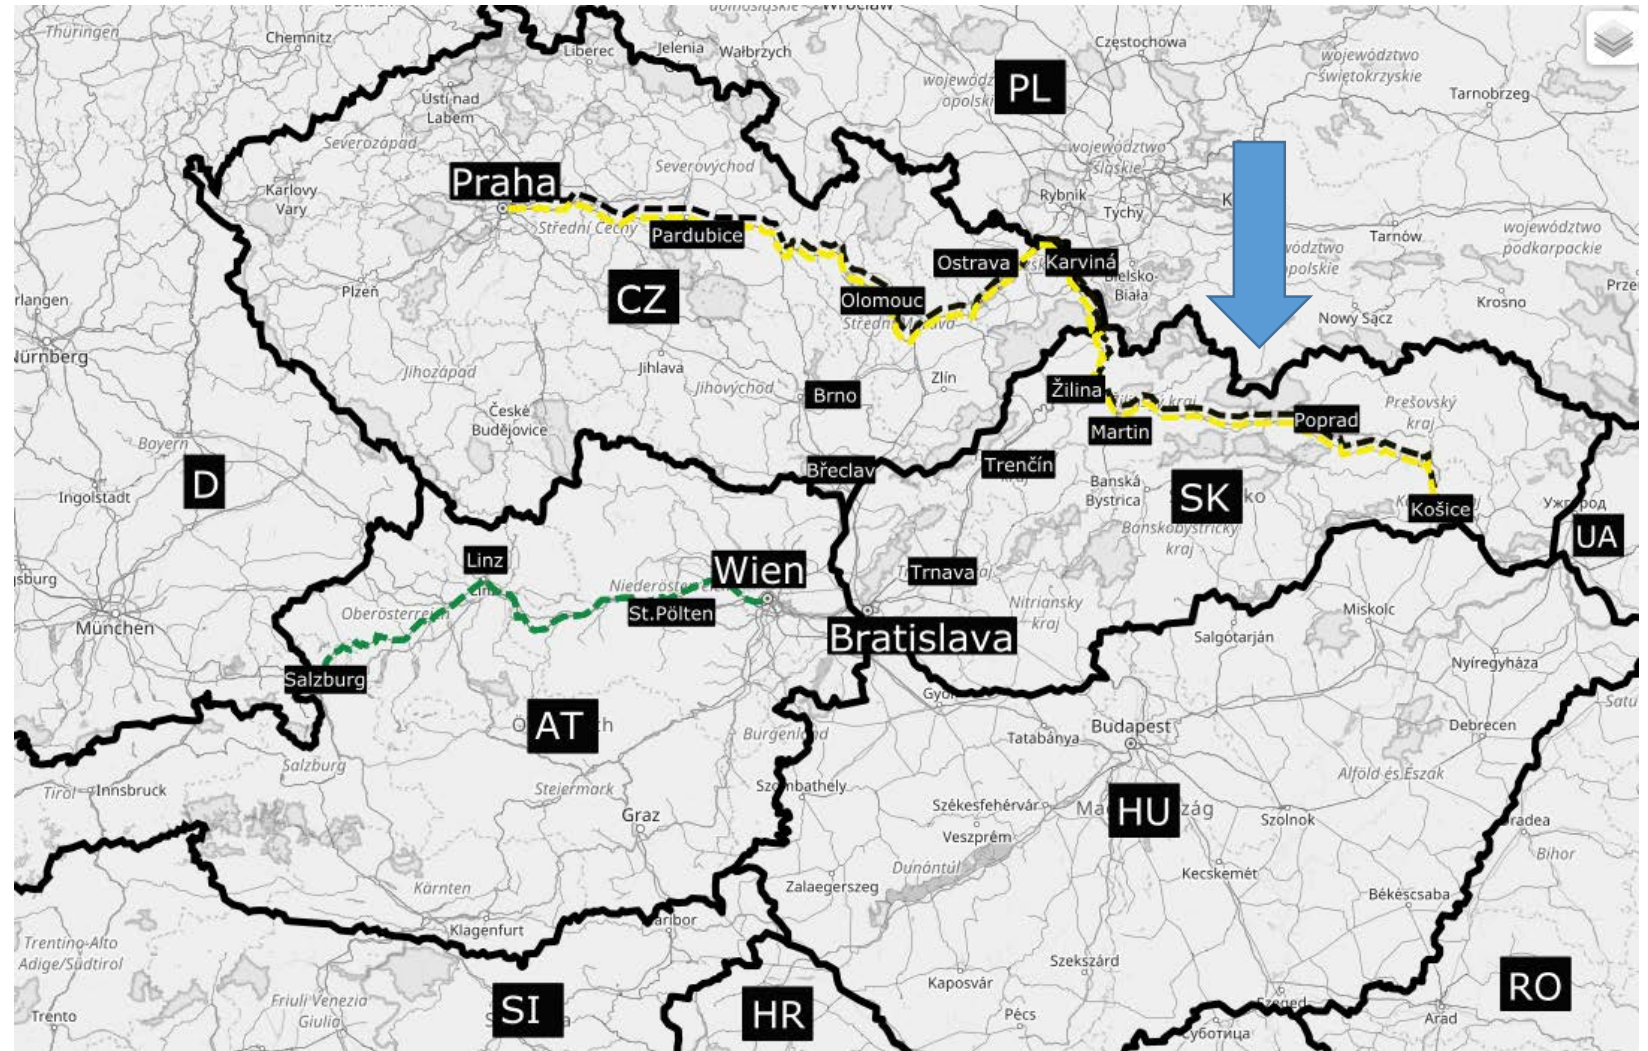 Thüringen
Chemnitz
Liberec
Jelenia
Wałbrzych
Częstochowa
województwo
świętokrzyskie
Tarnobrzeg
PL
Ústí nad
Labem
Severozápad
Severovýchod
województwo
śląskie
Rybnik
Tychy
Karlovy
Vary
Praha
Střední Čechy
Pardubice
Tarnów
województwo
podkarpackie
Plzeň
CZ
Ostrava
Karviná
Bielsko-
Biała
Olomouc
Krosno
Nowy Sącz
Nürnberg
Jihozápad
Jihlava
Jihovýchod
Brno
Zlín
Žilina
Martin
Poprad
Prešovský
kraj
České
Budějovice
Bayern
Břeclav
Trenčín
D
Ingolstadt
Banská
Bystrica
SK
Košice
Ужгород
UA
Banskobystrický
kraj
Linz
Wien
Trnava
Niederösterreich
Oberösterreich
St.Pölten
Nitriansky
kraj
Miskolc
München
Bratislava
Salgótarján
Nyíregyháza
Salzburg
AT
Burgenland
Budapest
Tatabánya
Debrecen
Salzburg
Tirol
Innsbruck
Steiermark
Szombathely
Alföld és Észak
Graz
Székesfehérvár
HU
Szolnok
Veszprém
Dunántúl
Bihor
Kärnten
Zalaegerszeg
Kecskemét
Békéscsaba
Klagenfurt
Trentino-Alto
Adige/Südtirol
Szekszárd
Kaposvár
Friuli Venezia
Giulia
Trento
SI
HR
Pécs
Szeged
Arad
RO
Суботица